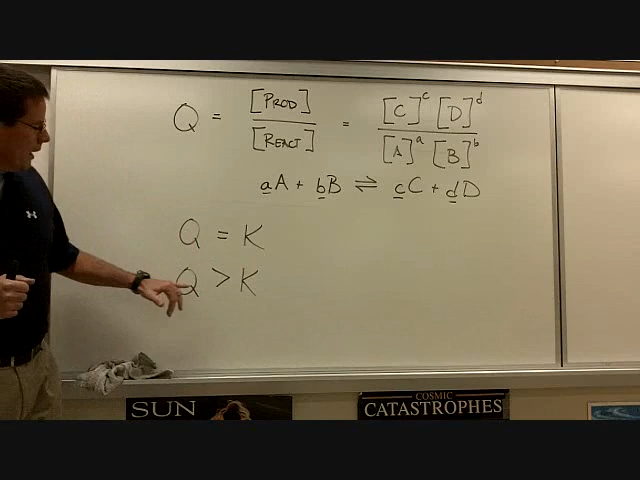 Q = [PROD] / [REACT] = [C]^c [D]^d / [A]^a [B]^b
aA + bB ⇌ cC + dD
Q = K
Q > K
SUN
COSMIC
CATASTROPHES